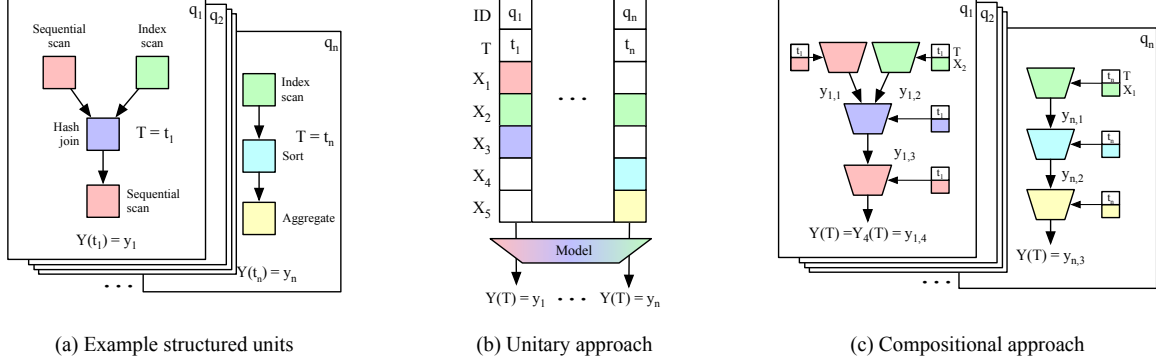 q₁
q₂
qₙ
Sequential
scan
Index
scan
Hash
join
T = t₁
Sequential
scan
Y(t₁) = y₁
Index
scan
T = tₙ
Sort
Aggregate
Y(tₙ) = yₙ
. . .
(a) Example structured units
ID q₁ qₙ
T t₁ tₙ
X₁
X₂ . . .
X₃
X₄
X₅
Model
Y(T) = y₁ . . . Y(T) = yₙ
(b) Unitary approach
q₁
q₂
qₙ
t₁ t₁ T
X₂
y₁,₁ y₁,₂
t₁
y₁,₃
t₁
Y(T) =Y₄(T) = y₁,₄
tₙ T
X₁
yₙ,₁
tₙ
yₙ,₂
tₙ
Y(T) = yₙ,₃
. . .
(c) Compositional approach